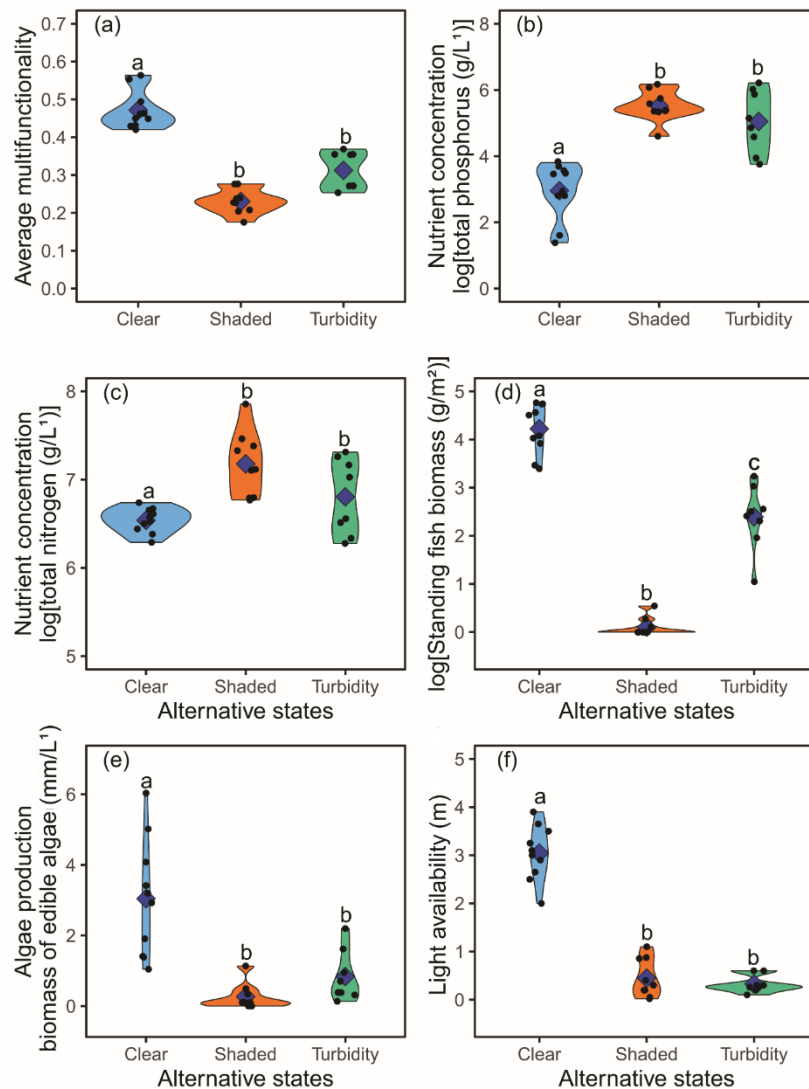 (a)
Average multifunctionality
0.7
0.6
0.5
0.4
0.3
0.2
0.1
0.0
a
b
b
Clear Shaded Turbidity
(b)
Nutrient concentration
log[total phosphorus (g/L¹)]
8
6
4
2
0
a
b
b
Clear Shaded Turbidity
(c)
Nutrient concentration
log[total nitrogen (g/L¹)]
8
7
6
5
a
b
b
Clear Shaded Turbidity
Alternative states
(d)
log[Standing fish biomass (g/m²)]
5
4
3
2
1
0
a
b
c
Clear Shaded Turbidity
Alternative states
(e)
Algae production
biomass of edible algae (mm/L¹)
6
4
2
0
a
b
b
Clear Shaded Turbidity
Alternative states
(f)
Light availability (m)
5
4
3
2
1
0
a
b
b
Clear Shaded Turbidity
Alternative states